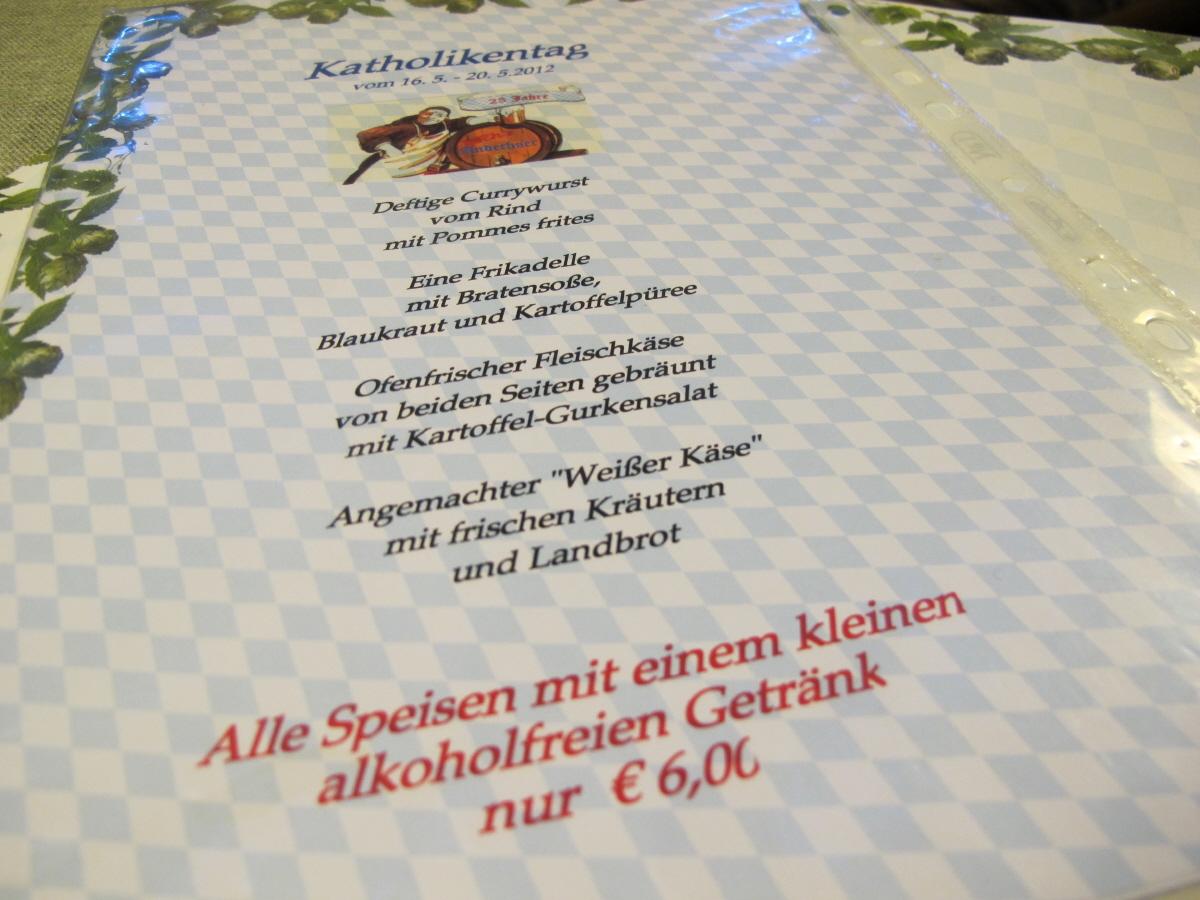 Katholikentag
vom 16. 5. - 20. 5.2012
25 Jahre
Andechser
Deftige Currywurst
vom Rind
mit Pommes frites
Eine Frikadelle
mit Bratensoße,
Blaukraut und Kartoffelpüree
Ofenfrischer Fleischkäse
von beiden Seiten gebräunt
mit Kartoffel-Gurkensalat
Angemachter "Weißer Käse"
mit frischen Kräutern
und Landbrot
Alle Speisen mit einem kleinen
alkoholfreien Getränk
nur € 6,00